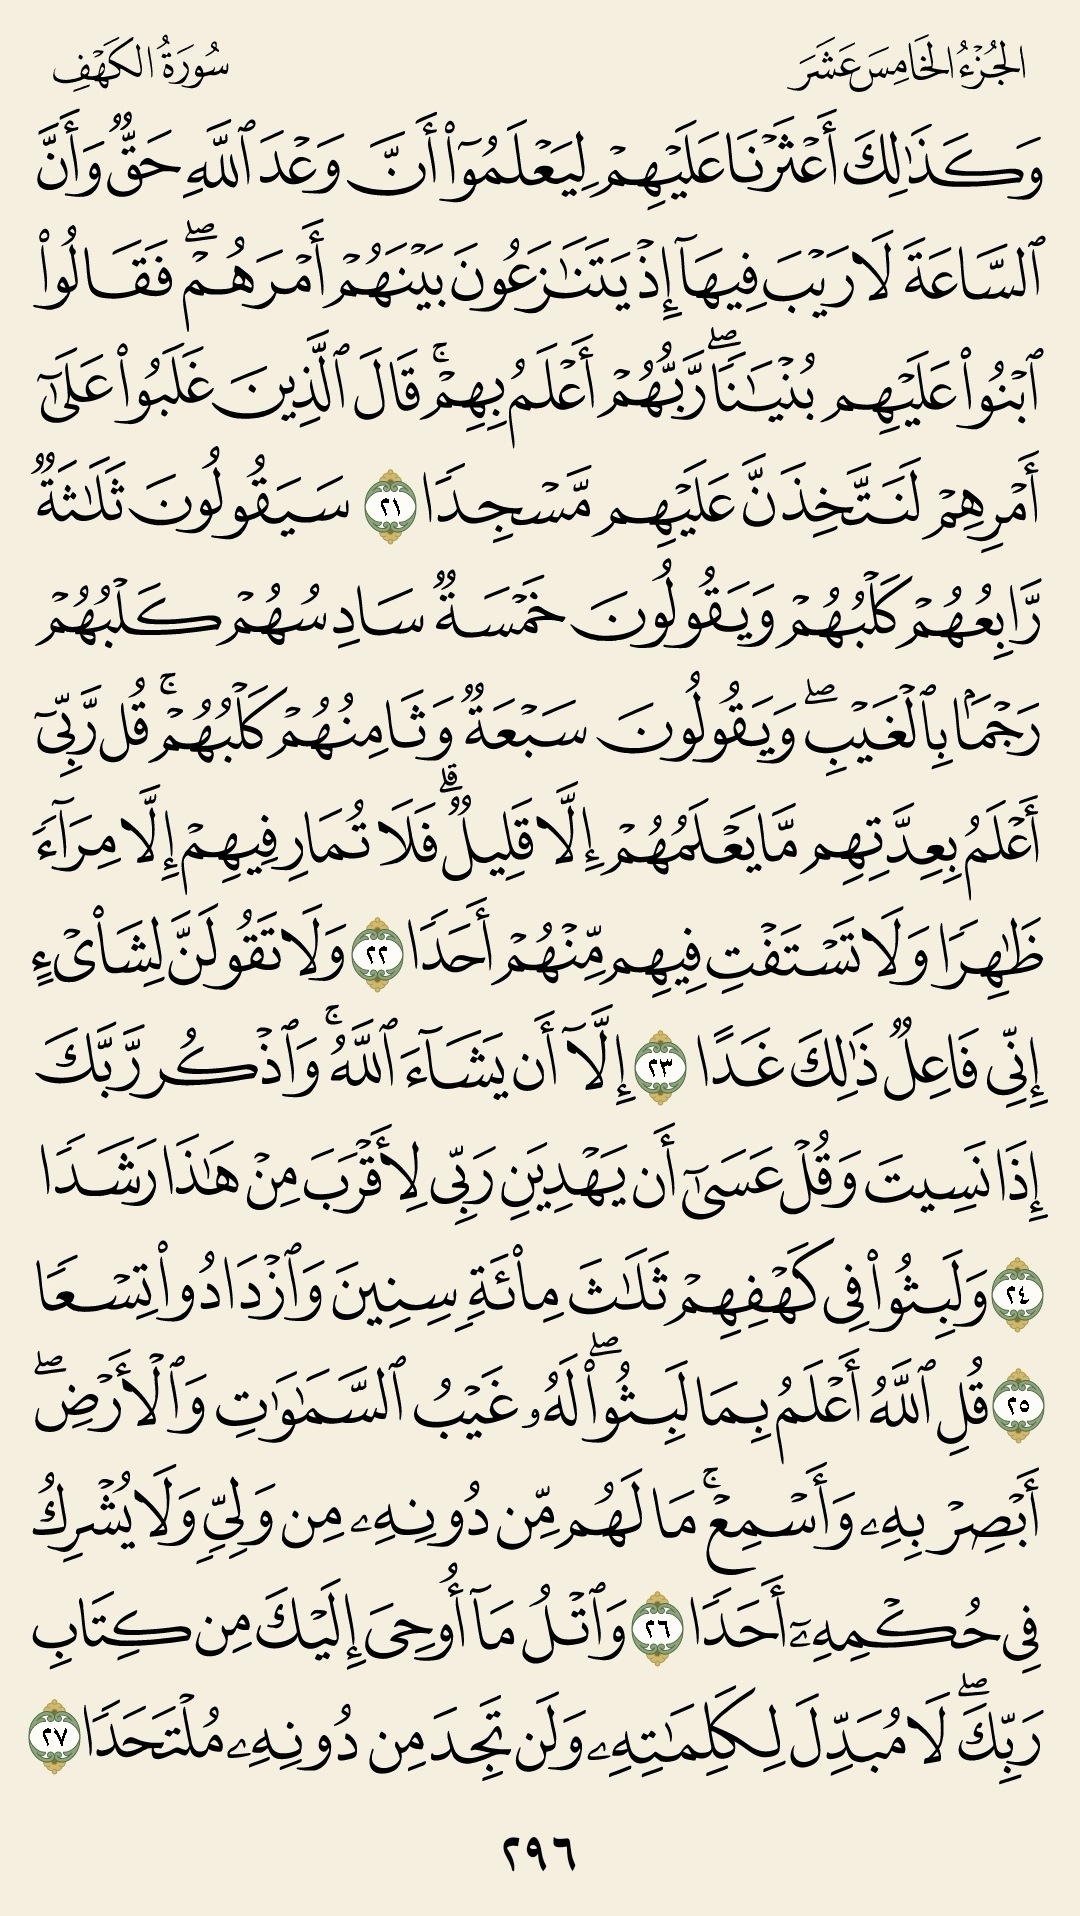 الجُزْءُ الخَامِسَ عَشَرَ
سُورَةُ الكَهْفِ
وَكَذَٰلِكَ أَعْثَرْنَا عَلَيْهِمْ لِيَعْلَمُوٓا۟ أَنَّ وَعْدَ ٱللَّهِ حَقٌّ وَأَنَّ
ٱلسَّاعَةَ لَا رَيْبَ فِيهَآ إِذْ يَتَنَـٰزَعُونَ بَيْنَهُمْ أَمْرَهُمْ ۖ فَقَالُوا۟
ٱبْنُوا۟ عَلَيْهِم بُنْيَـٰنًا ۖ رَّبُّهُمْ أَعْلَمُ بِهِمْ ۚ قَالَ ٱلَّذِينَ غَلَبُوا۟ عَلَىٰٓ
أَمْرِهِمْ لَنَتَّخِذَنَّ عَلَيْهِم مَّسْجِدًا ٢١ سَيَقُولُونَ ثَلَـٰثَةٌ
رَّابِعُهُمْ كَلْبُهُمْ وَيَقُولُونَ خَمْسَةٌ سَادِسُهُمْ كَلْبُهُمْ
رَجْمًۢا بِٱلْغَيْبِ ۖ وَيَقُولُونَ سَبْعَةٌ وَثَامِنُهُمْ كَلْبُهُمْ ۚ قُل رَّبِّىٓ
أَعْلَمُ بِعِدَّتِهِم مَّا يَعْلَمُهُمْ إِلَّا قَلِيلٌ ۗ فَلَا تُمَارِ فِيهِمْ إِلَّا مِرَآءً
ظَـٰهِرًا وَلَا تَسْتَفْتِ فِيهِم مِّنْهُمْ أَحَدًا ٢٢ وَلَا تَقُولَنَّ لِشَا۟ىْءٍ
إِنِّى فَاعِلٌ ذَٰلِكَ غَدًا ٢٣ إِلَّآ أَن يَشَآءَ ٱللَّهُ ۚ وَٱذْكُر رَّبَّكَ
إِذَا نَسِيتَ وَقُلْ عَسَىٰٓ أَن يَهْدِيَنِ رَبِّى لِأَقْرَبَ مِنْ هَـٰذَا رَشَدًا
٢٤ وَلَبِثُوا۟ فِى كَهْفِهِمْ ثَلَـٰثَ مِا۟ئَةٍ سِنِينَ وَٱزْدَادُوا۟ تِسْعًا
٢٥ قُلِ ٱللَّهُ أَعْلَمُ بِمَا لَبِثُوا۟ ۖ لَهُۥ غَيْبُ ٱلسَّمَـٰوَٰتِ وَٱلْأَرْضِ ۖ
أَبْصِرْ بِهِۦ وَأَسْمِعْ ۚ مَا لَهُم مِّن دُونِهِۦ مِن وَلِىٍّ وَلَا يُشْرِكُ
فِى حُكْمِهِۦٓ أَحَدًا ٢٦ وَٱتْلُ مَآ أُوحِىَ إِلَيْكَ مِن كِتَابِ
رَبِّكَ ۖ لَا مُبَدِّلَ لِكَلِمَـٰتِهِۦ وَلَن تَجِدَ مِن دُونِهِۦ مُلْتَحَدًا ٢٧
٢٩٦